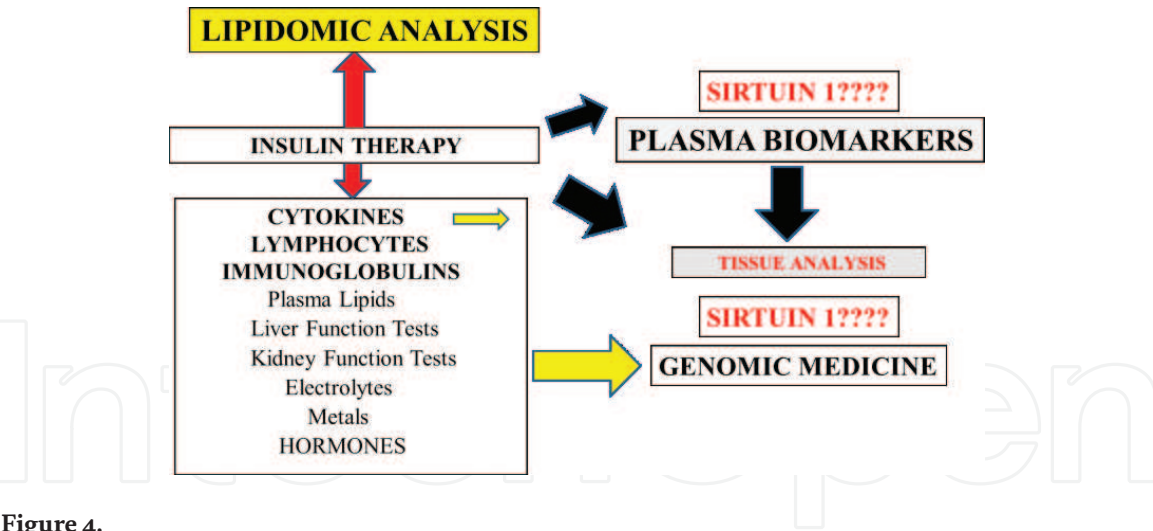 LIPIDOMIC ANALYSIS
SIRTUIN 1????
INSULIN THERAPY
PLASMA BIOMARKERS
CYTOKINES
LYMPHOCYTES
IMMUNOGLOBULINS
Plasma Lipids
Liver Function Tests
Kidney Function Tests
Electrolytes
Metals
HORMONES
TISSUE ANALYSIS
SIRTUIN 1????
GENOMIC MEDICINE
Figure 4.